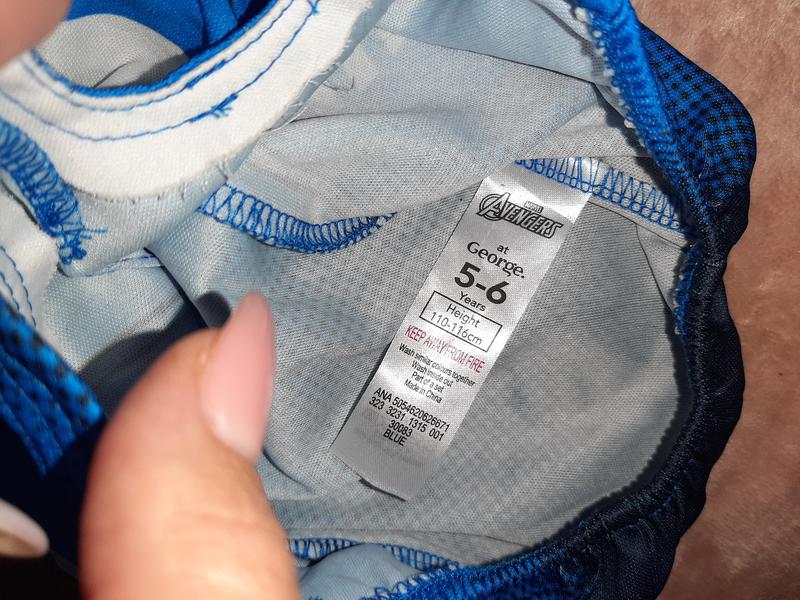 MARVEL
AVENGERS
at
George.
5-6
Years
Height
110-116cm
KEEP AWAY FROM FIRE
Wash similar colours together
Wash inside out
Part of a set
Made in China
ANA 5054620626671
323 3231 1315 001
30083
BLUE